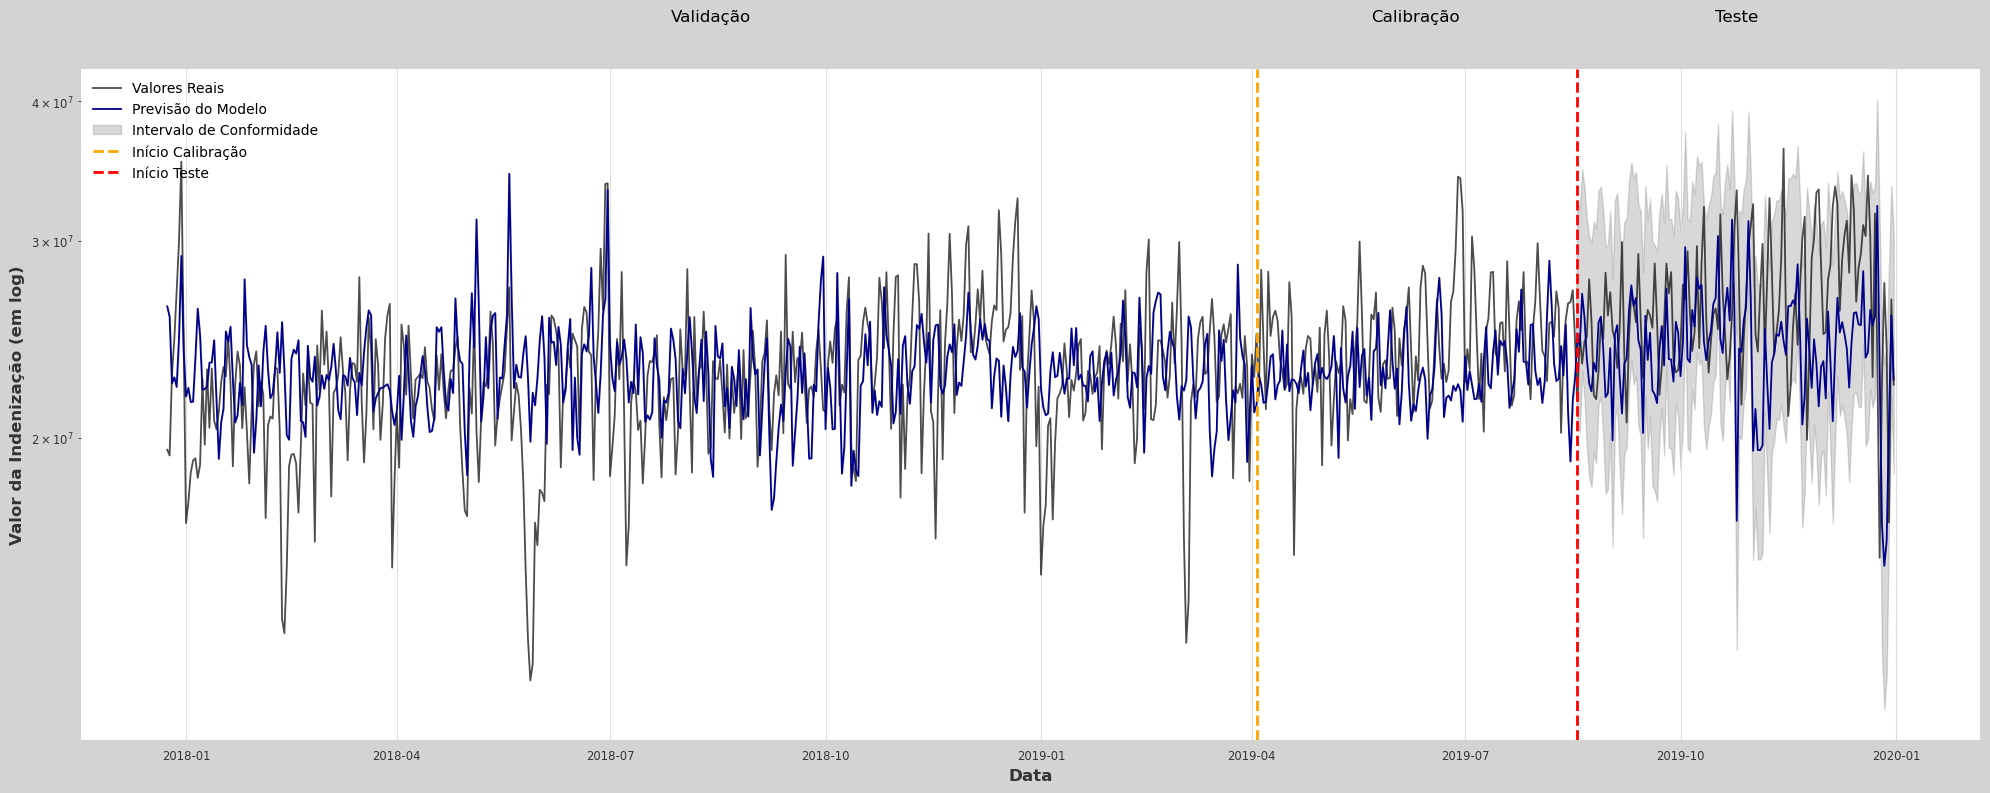 Validação
Calibração
Teste
Valores Reais
Previsão do Modelo
Intervalo de Conformidade
Início Calibração
Início Teste
4 × 10⁷
3 × 10⁷
2 × 10⁷
Valor da Indenização (em log)
2018-01
2018-04
2018-07
2018-10
2019-01
2019-04
2019-07
2019-10
2020-01
Data